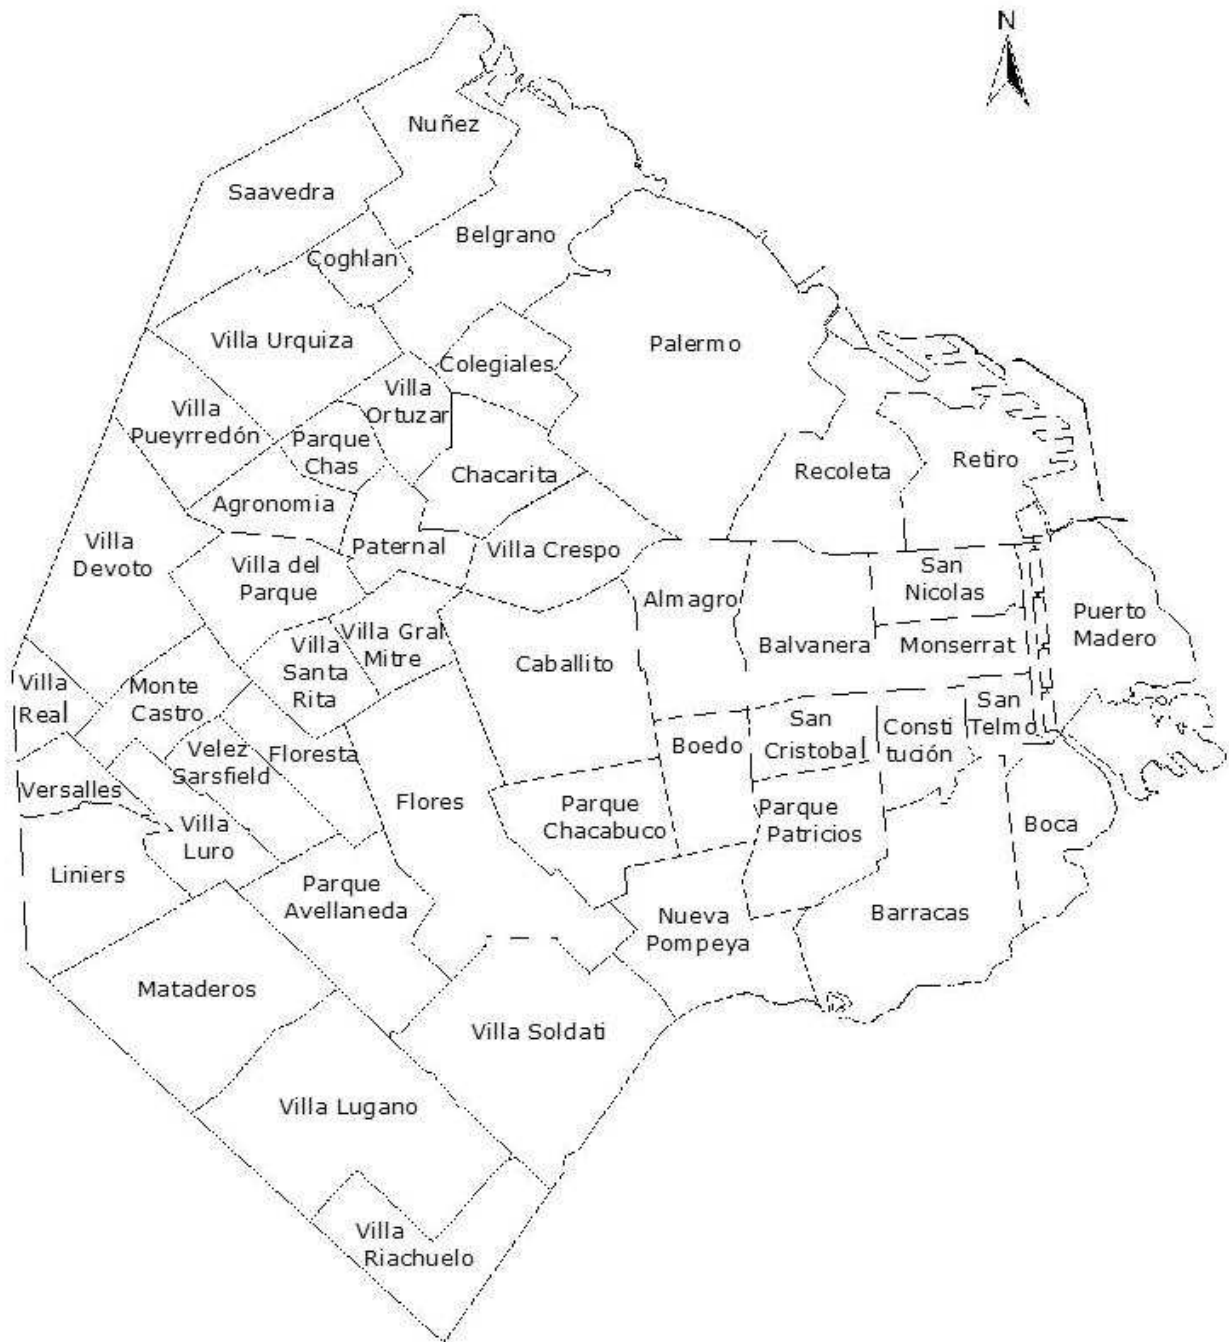 N
Nuñez
Saavedra
Belgrano
Coghlan
Villa Urquiza
Palermo
Colegiales
Villa
Ortuzar
Villa
Pueyrredón
Parque
Chas
Chacarita
Recoleta
Retiro
Agronomia
Villa
Devoto
Paternal
Villa Crespo
Villa del
Parque
San
Nicolas
Almagro
Puerto
Madero
Villa Gral
Mitre
Balvanera
Monserrat
Villa
Santa
Rita
Caballito
Villa
Real
Monte
Castro
San
Telmo
San
Cristobal
Consti
tución
Boedo
Velez
Sarsfield
Floresta
Versalles
Flores
Parque
Chacabuco
Parque
Patricios
Boca
Villa
Luro
Liniers
Parque
Avellaneda
Nueva
Pompeya
Barracas
Mataderos
Villa Soldati
Villa Lugano
Villa
Riachuelo